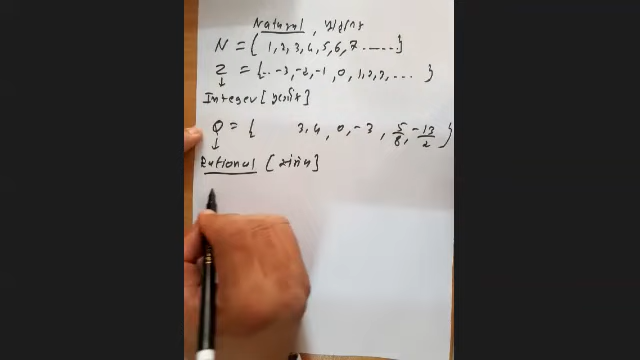 Natural,
N = { 1, 2, 3, 4, 5, 6, 7 ........ }
Z = {... -3, -2, -1, 0, 1, 2, 3, .... }
↓
Integer [
Q = { 3, 4, 0, -3, 5/8, -13/2 }
↓
Rational [